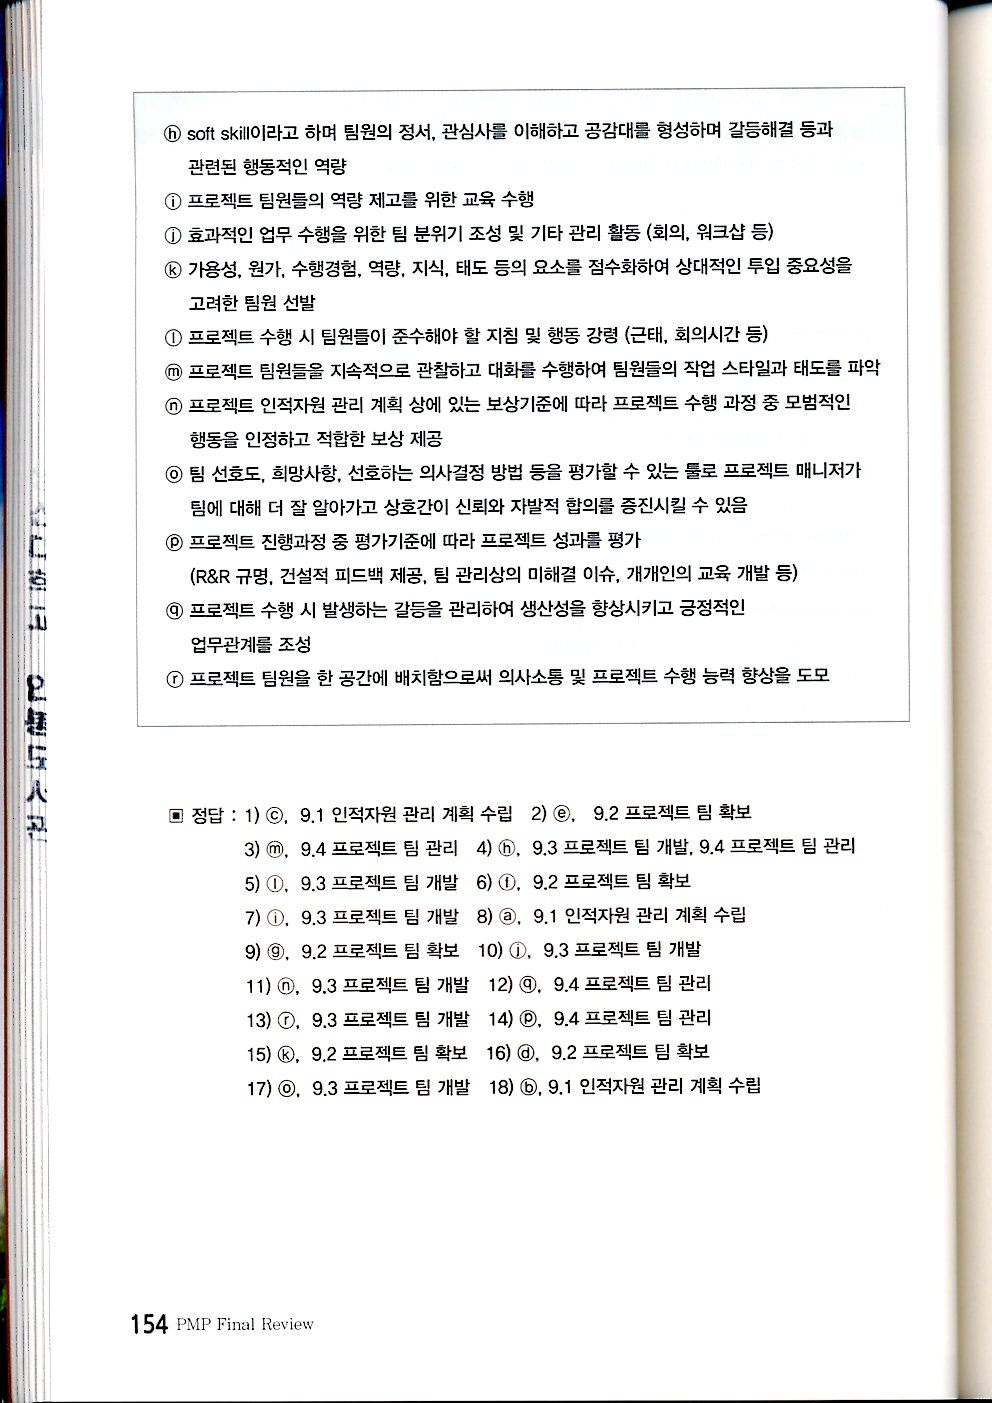 ⓗ soft skill이라고 하며 팀원의 정서, 관심사를 이해하고 공감대를 형성하며 갈등해결 등과
관련된 행동적인 역량
ⓘ 프로젝트 팀원들의 역량 제고를 위한 교육 수행
ⓙ 효과적인 업무 수행을 위한 팀 분위기 조성 및 기타 관리 활동 (회의, 워크샵 등)
ⓚ 가용성, 원가, 수행경험, 역량, 지식, 태도 등의 요소를 점수화하여 상대적인 투입 중요성을
고려한 팀원 선발
ⓛ 프로젝트 수행 시 팀원들이 준수해야 할 지침 및 행동 강령 (근태, 회의시간 등)
ⓜ 프로젝트 팀원들을 지속적으로 관찰하고 대화를 수행하여 팀원들의 작업 스타일과 태도를 파악
ⓝ 프로젝트 인적자원 관리 계획 상에 있는 보상기준에 따라 프로젝트 수행 과정 중 모범적인
행동을 인정하고 적합한 보상 제공
ⓞ 팀 선호도, 희망사항, 선호하는 의사결정 방법 등을 평가할 수 있는 툴로 프로젝트 매니저가
팀에 대해 더 잘 알아가고 상호간이 신뢰와 자발적 합의를 증진시킬 수 있음
ⓟ 프로젝트 진행과정 중 평가기준에 따라 프로젝트 성과를 평가
(R&R 규명, 건설적 피드백 제공, 팀 관리상의 미해결 이슈, 개개인의 교육 개발 등)
ⓠ 프로젝트 수행 시 발생하는 갈등을 관리하여 생산성을 향상시키고 긍정적인
업무관계를 조성
ⓡ 프로젝트 팀원을 한 공간에 배치함으로써 의사소통 및 프로젝트 수행 능력 향상을 도모
▣ 정답 : 1) ⓒ, 9.1 인적자원 관리 계획 수립 2) ⓔ, 9.2 프로젝트 팀 확보
3) ⓜ, 9.4 프로젝트 팀 관리 4) ⓗ, 9.3 프로젝트 팀 개발, 9.4 프로젝트 팀 관리
5) ⓛ, 9.3 프로젝트 팀 개발 6) ⓕ, 9.2 프로젝트 팀 확보
7) ⓘ, 9.3 프로젝트 팀 개발 8) ⓐ, 9.1 인적자원 관리 계획 수립
9) ⓖ, 9.2 프로젝트 팀 확보 10) ⓙ, 9.3 프로젝트 팀 개발
11) ⓝ, 9.3 프로젝트 팀 개발 12) ⓠ, 9.4 프로젝트 팀 관리
13) ⓡ, 9.3 프로젝트 팀 개발 14) ⓟ, 9.4 프로젝트 팀 관리
15) ⓚ, 9.2 프로젝트 팀 확보 16) ⓓ, 9.2 프로젝트 팀 확보
17) ⓞ, 9.3 프로젝트 팀 개발 18) ⓑ, 9.1 인적자원 관리 계획 수립
154 PMP Final Review